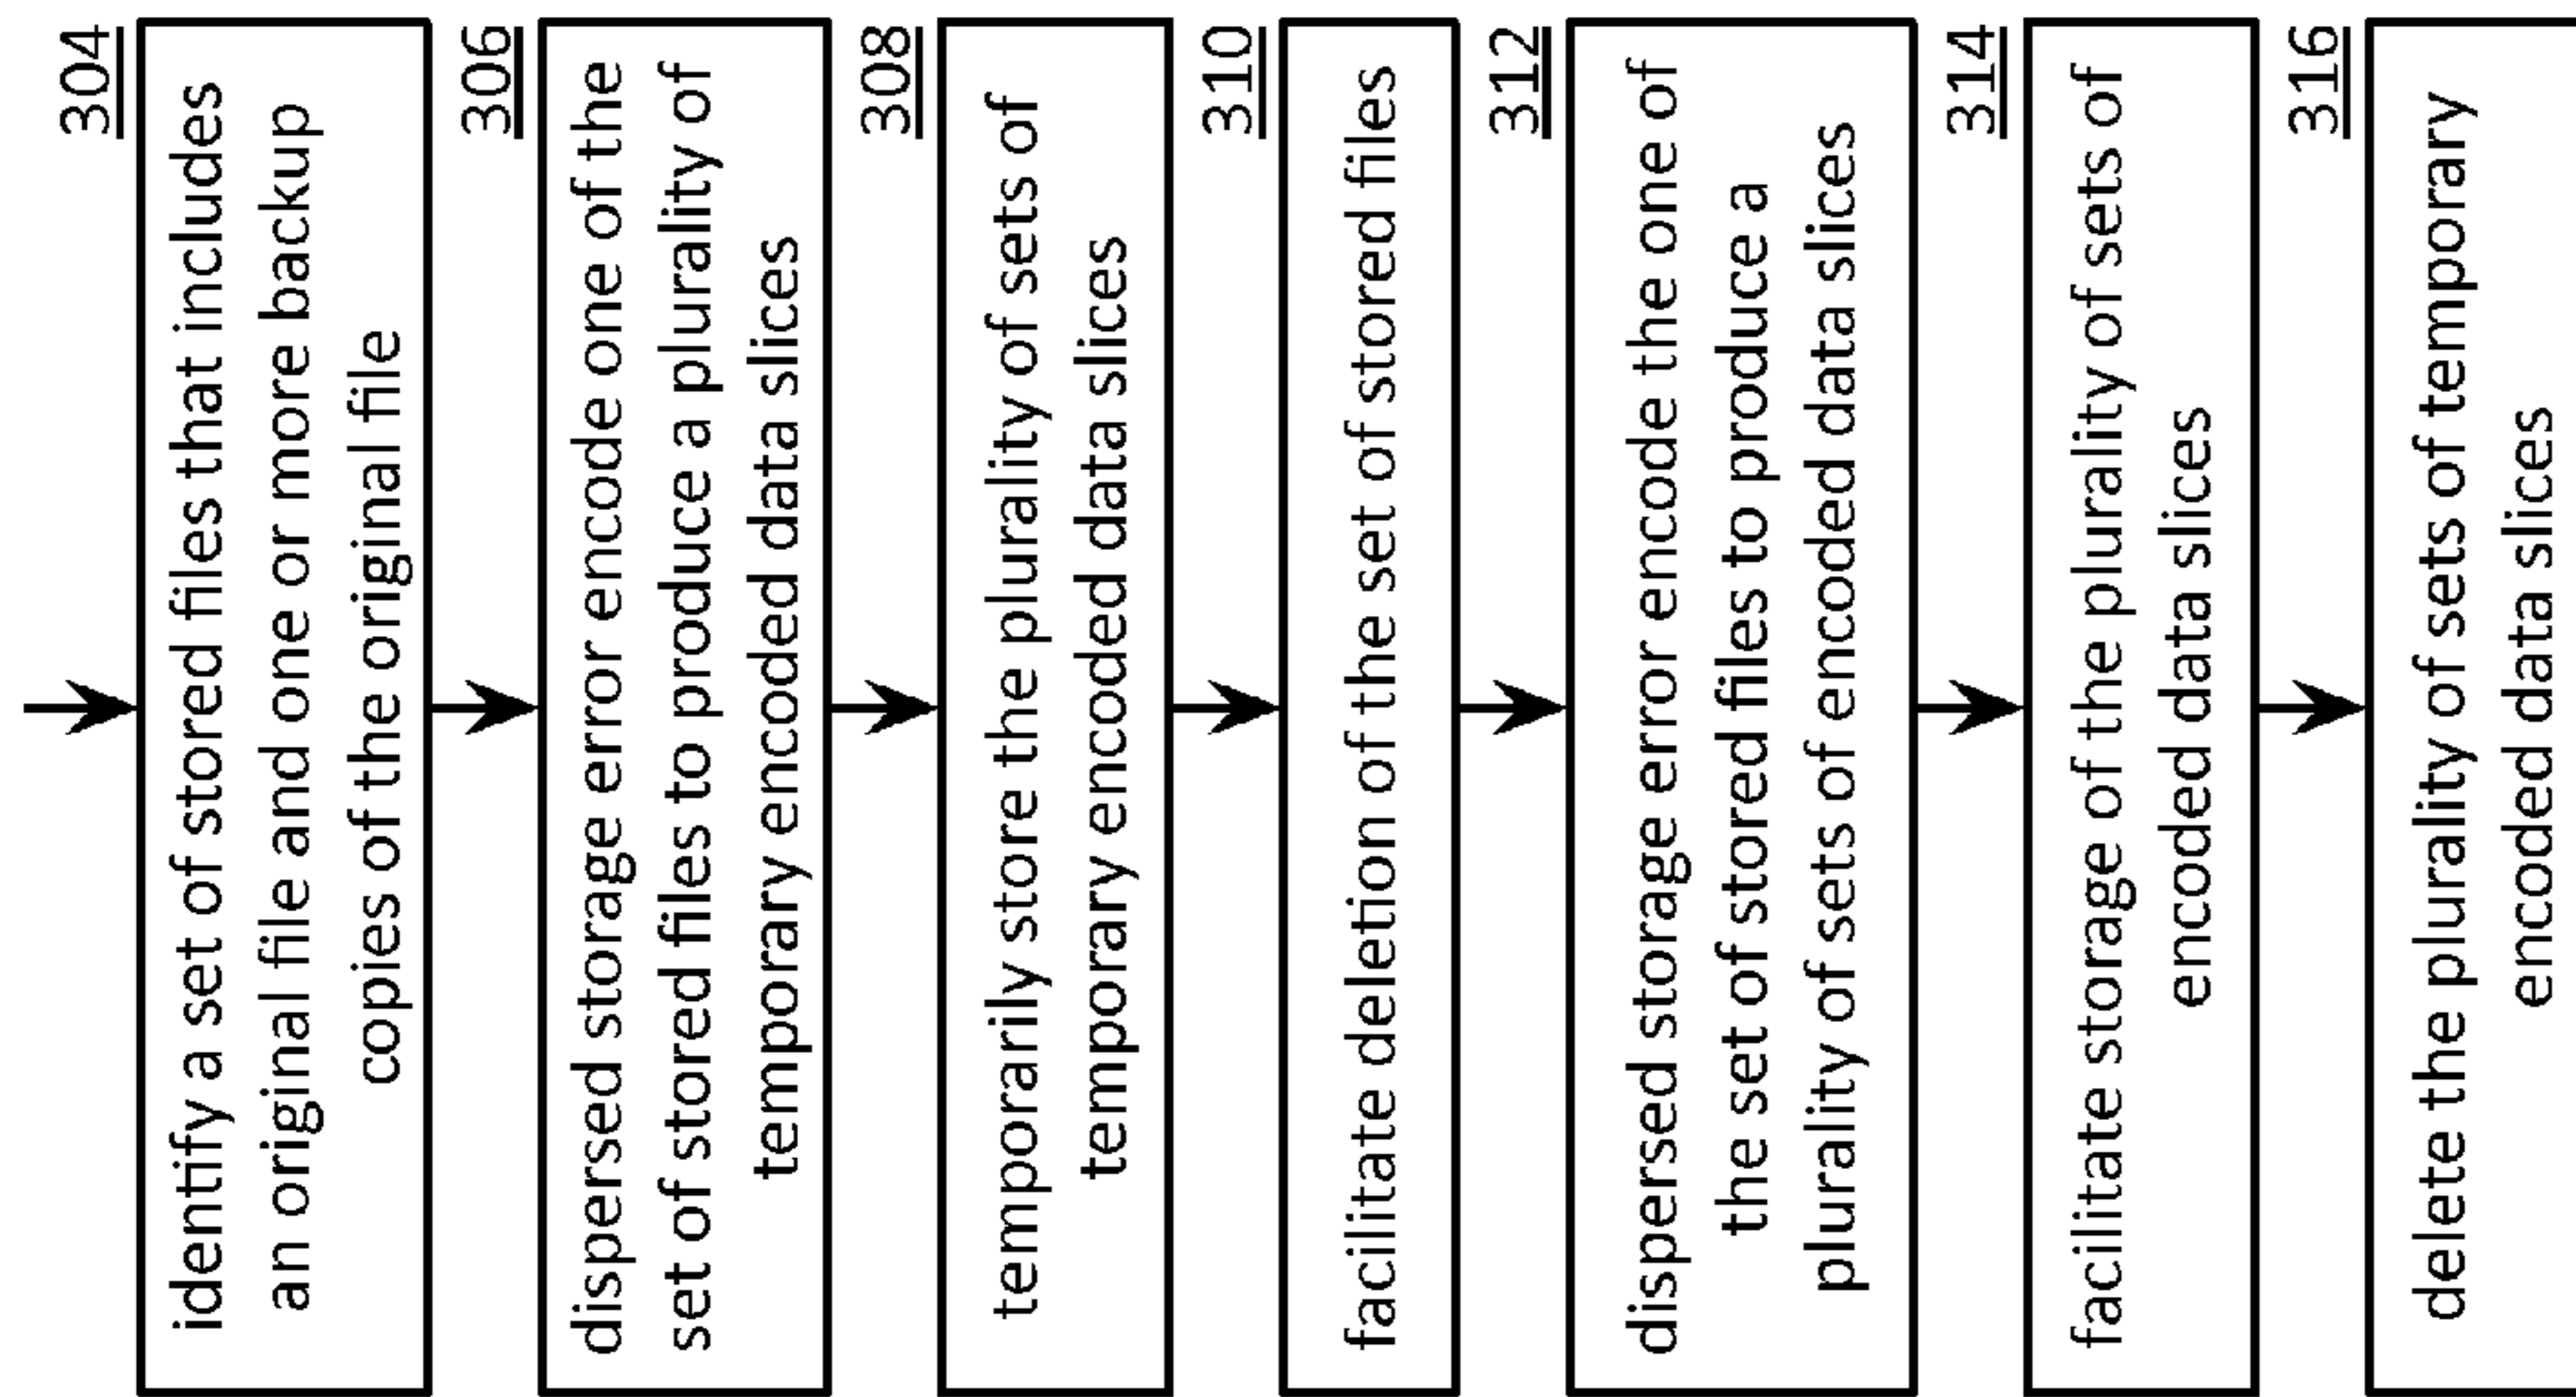 304
identify a set of stored files that includes
an original file and one or more backup
copies of the original file
306
dispersed storage error encode one of the
set of stored files to produce a plurality of
temporary encoded data slices
308
temporarily store the plurality of sets of
temporary encoded data slices
310
facilitate deletion of the set of stored files
312
dispersed storage error encode the one of
the set of stored files to produce a
plurality of sets of encoded data slices
314
facilitate storage of the plurality of sets of
encoded data slices
316
delete the plurality of sets of temporary
encoded data slices